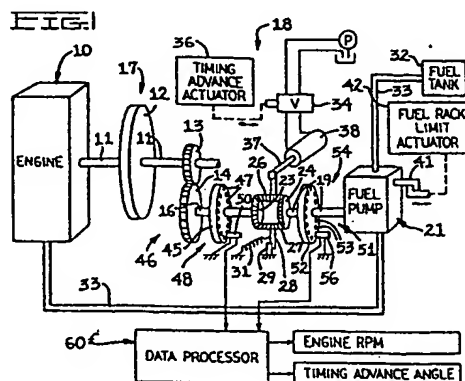 FIG.1
10
17
12
11
11
13
ENGINE
36
TIMING
ADVANCE
ACTUATOR
18
P
V
34
37
38
32
FUEL
TANK
33
42
FUEL RACK
LIMIT
ACTUATOR
41
14
47
26
23
24
54
16
50
19
FUEL
PUMP
21
46
45
48
31
29
28
27
52
53
51
56
33
60
DATA
PROCESSOR
ENGINE RPM
TIMING ADVANCE ANGLE